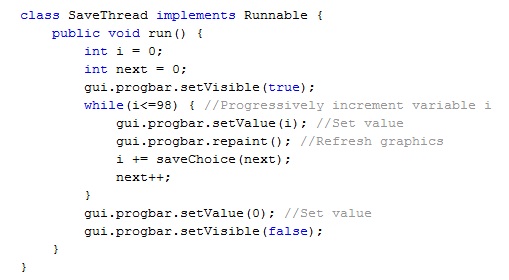 class SaveThread implements Runnable {
    public void run() {
        int i = 0;
        int next = 0;
        gui.progbar.setVisible(true);
        while(i<=98) { //Progressively increment variable i
            gui.progbar.setValue(i); //Set value
            gui.progbar.repaint(); //Refresh graphics
            i += saveChoice(next);
            next++;
        }
        gui.progbar.setValue(0); //Set value
        gui.progbar.setVisible(false);
    }
}